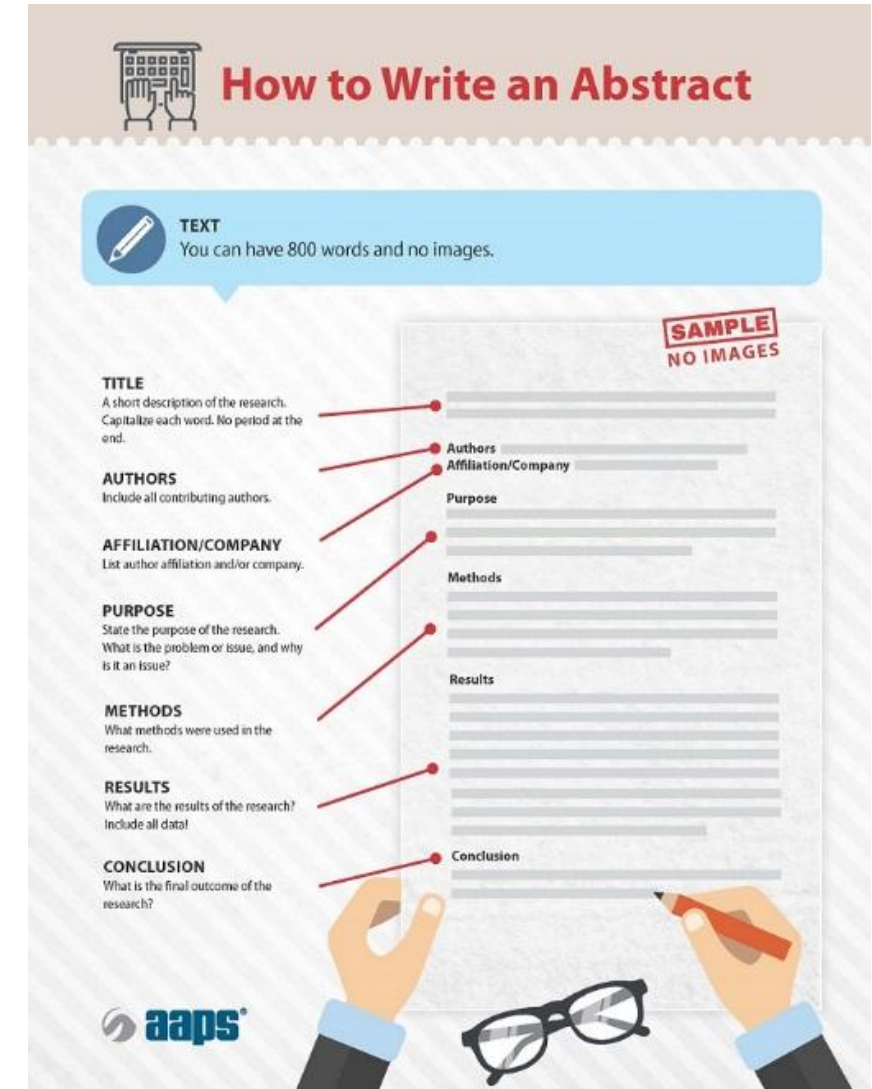 How to Write an Abstract
TEXT
You can have 800 words and no images.
SAMPLE
NO IMAGES
TITLE
A short description of the research.
Capitalize each word. No period at the
end.
AUTHORS
Include all contributing authors.
AFFILIATION/COMPANY
List author affiliation and/or company.
PURPOSE
State the purpose of the research.
What is the problem or issue, and why
is it an issue?
METHODS
What methods were used in the
research.
RESULTS
What are the results of the research?
Include all data!
CONCLUSION
What is the final outcome of the
research?
Authors
Affiliation/Company
Purpose
Methods
Results
Conclusion
aaps®